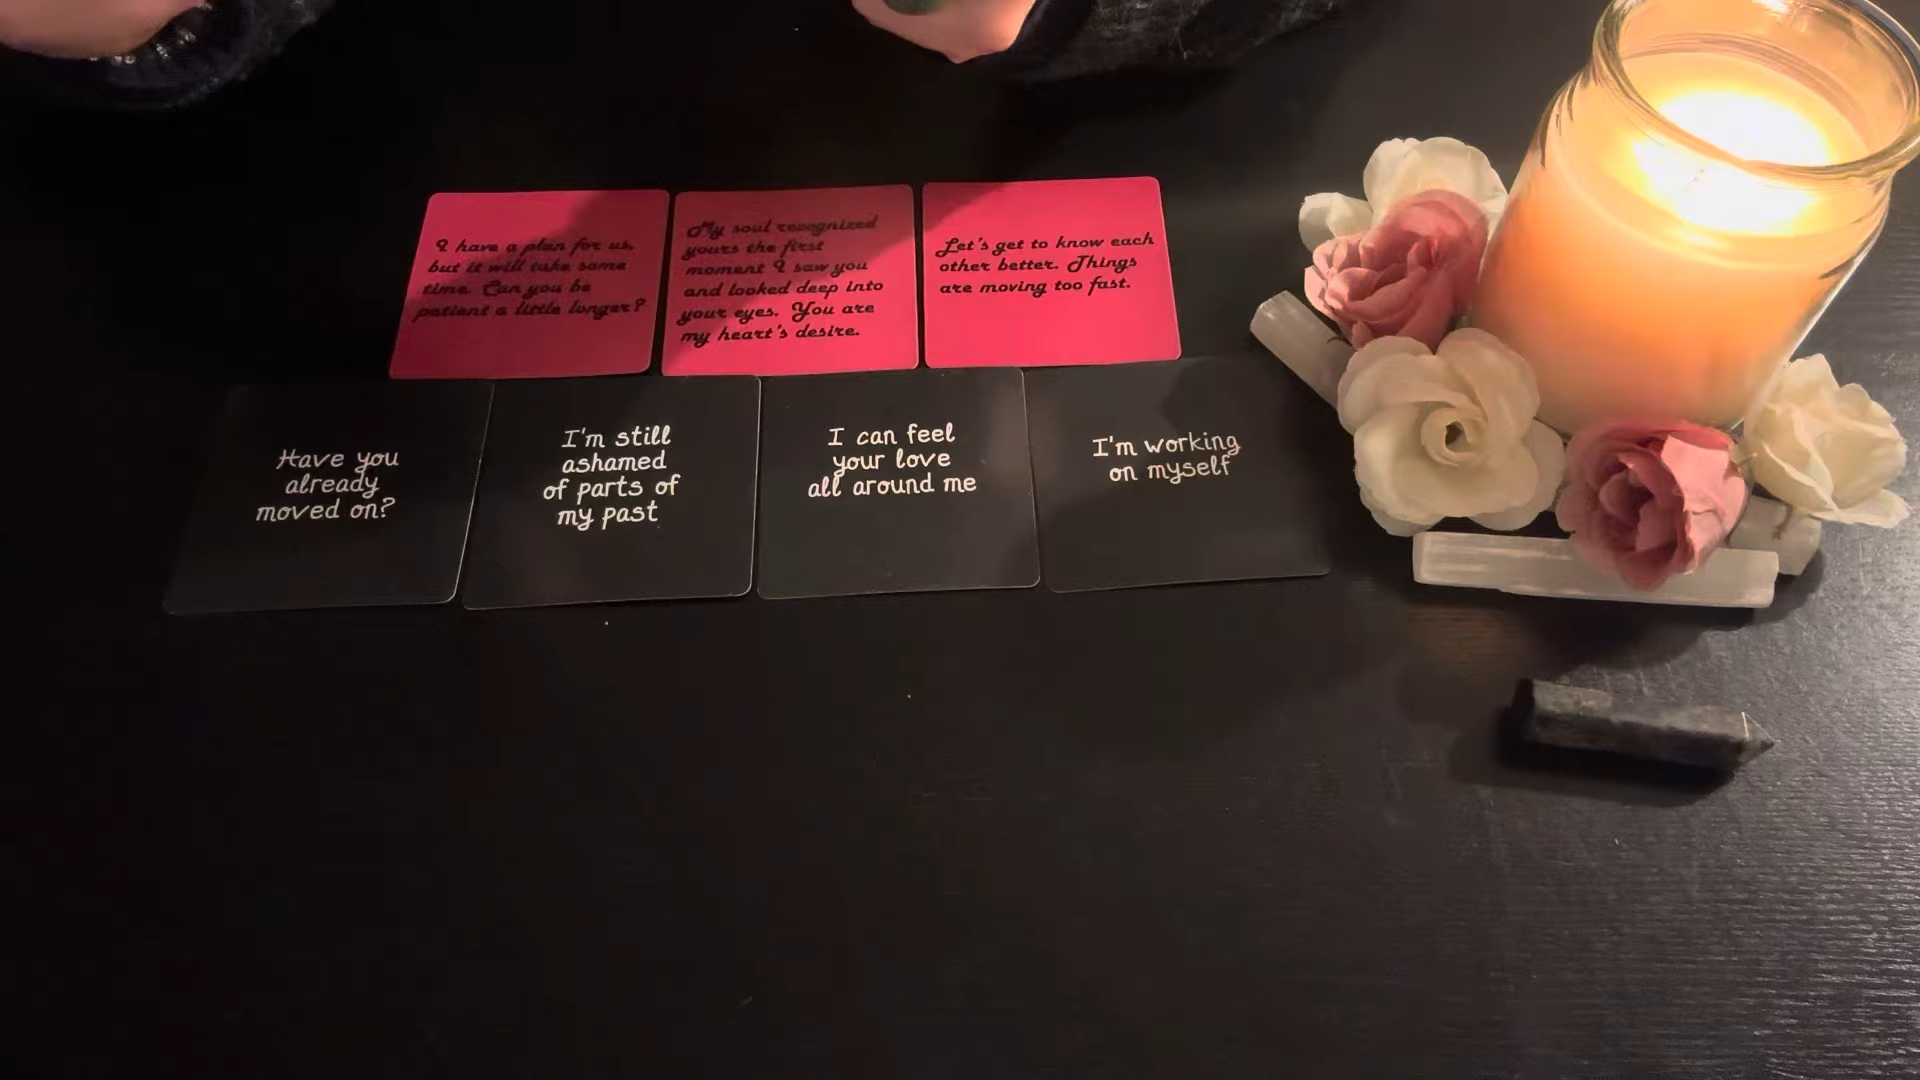 I have a plan for us,
but it will take some
time. Can you be
patient a little longer?
My soul recognized
yours the first
moment I saw you
and looked deep into
your eyes. You are
my heart's desire.
Let's get to know each
other better. Things
are moving too fast.
Have you
already
moved on?
I'm still
ashamed
of parts of
my past
I can feel
your love
all around me
I'm working
on myself